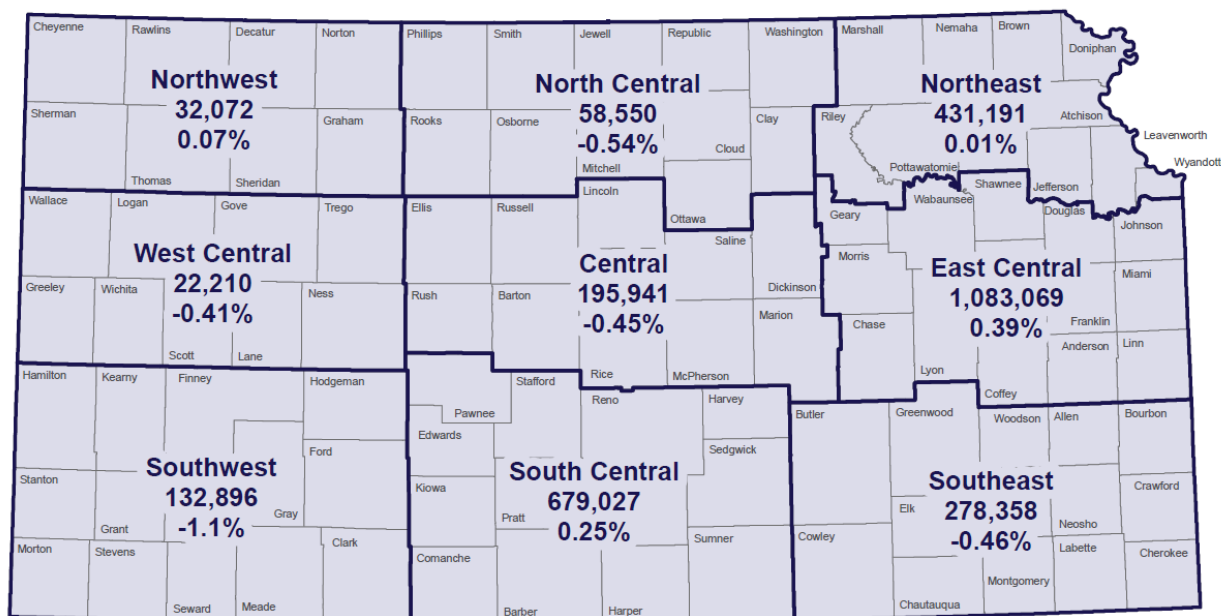 Cheyenne
Rawlins
Decatur
Norton
Phillips
Smith
Jewell
Republic
Washington
Marshall
Nemaha
Brown
Doniphan
Northwest
32,072
0.07%
North Central
58,550
-0.54%
Northeast
431,191
0.01%
Sherman
Graham
Rooks
Osborne
Clay
Riley
Atchison
Leavenworth
Cloud
Mitchell
Pottawatomie
Wyandott
Thomas
Sheridan
Shawnee
Jefferson
Wallace
Logan
Gove
Trego
Ellis
Russell
Lincoln
Ottawa
Geary
Wabaunsee
Douglas
Johnson
Saline
West Central
22,210
-0.41%
Central
195,941
-0.45%
East Central
1,083,069
0.39%
Morris
Miami
Greeley
Wichita
Ness
Rush
Barton
Dickinson
Marion
Chase
Franklin
Anderson
Linn
Scott
Lane
Rice
McPherson
Lyon
Coffey
Hamilton
Kearny
Finney
Hodgeman
Pawnee
Stafford
Reno
Harvey
Butler
Greenwood
Woodson
Allen
Bourbon
Edwards
Ford
Sedgwick
Southwest
132,896
-1.1%
South Central
679,027
0.25%
Southeast
278,358
-0.46%
Stanton
Kiowa
Crawford
Grant
Gray
Pratt
Elk
Neosho
Morton
Stevens
Clark
Comanche
Sumner
Cowley
Labette
Cherokee
Seward
Meade
Barber
Harper
Montgomery
Chautauqua